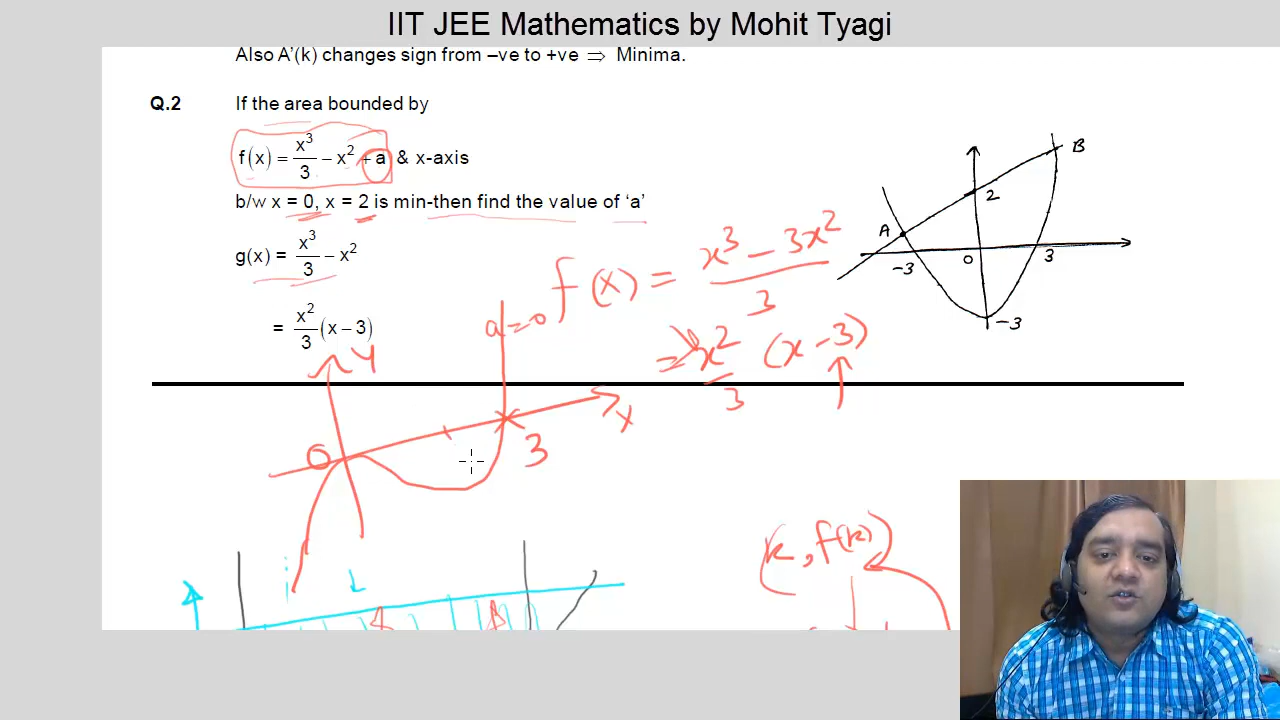 IIT JEE Mathematics by Mohit Tyagi
Also A'(k) changes sign from –ve to +ve ⇒ Minima.
Q.2 If the area bounded by
f(x) = x³/3 – x² + a & x-axis
b/w x = 0, x = 2 is min-then find the value of 'a'
g(x) = x³/3 – x²
= x²/3 (x – 3)
f(x) = x³ – 3x²/3
= x²/3 (x – 3)
a = 0
Y
O
3
X
A
B
2
-3
0
3
-3
(k, f(k))